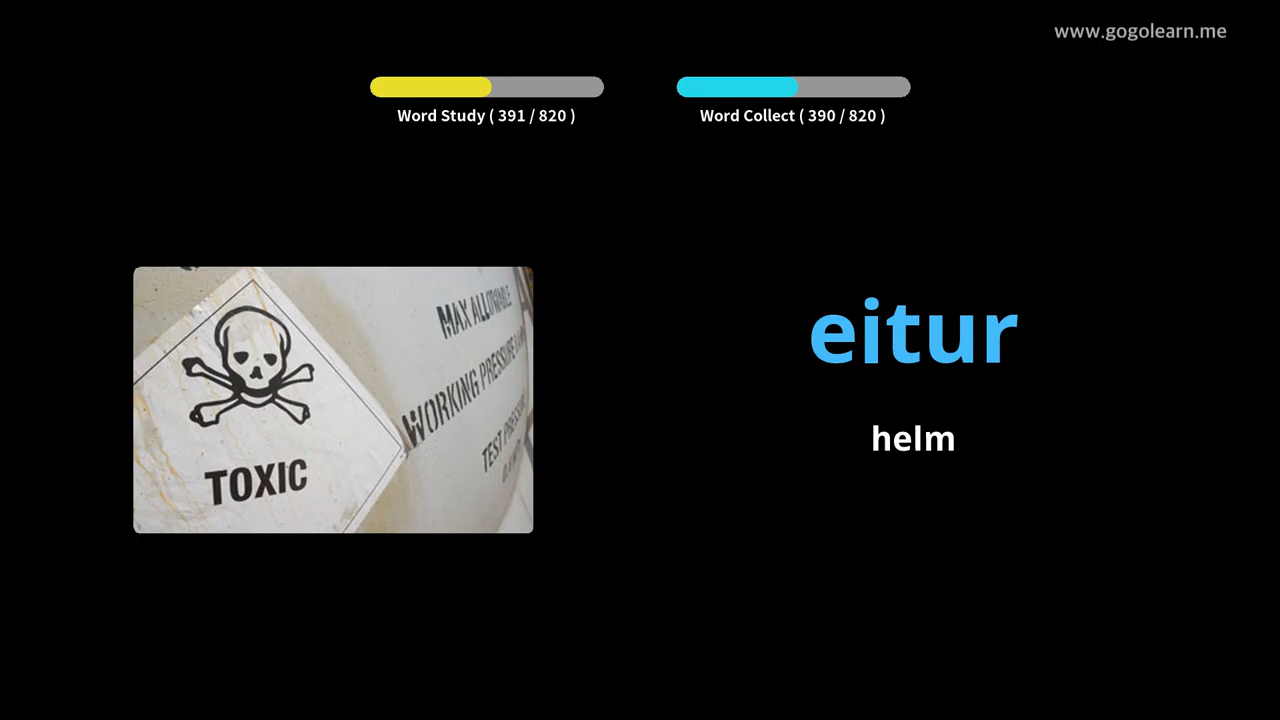 www.gogolearn.me
Word Study ( 391 / 820 )
Word Collect ( 390 / 820 )
MAX ALLOWABLE
WORKING PRESSURE
TEST
TOXIC
eitur
helm